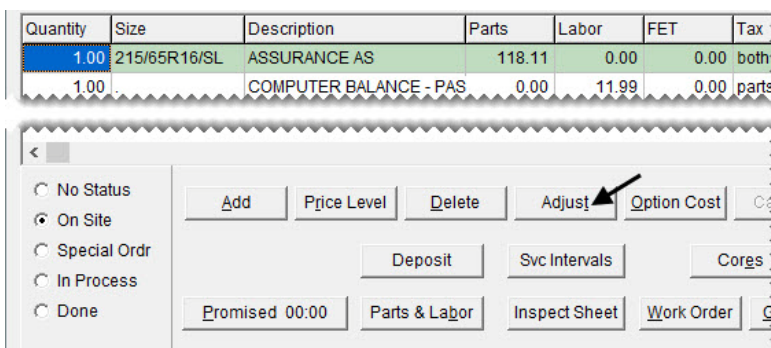 Quantity Size Description Parts Labor FET Tax
1.00 215/65R16/SL ASSURANCE AS 118.11 0.00 0.00 both
1.00 . COMPUTER BALANCE - PAS 0.00 11.99 0.00 parts
<
No Status
On Site
Special Ordr
In Process
Done
Add Price Level Delete Adjust Option Cost Ca
Deposit Svc Intervals Cores
Promised 00:00 Parts & Labor Inspect Sheet Work Order